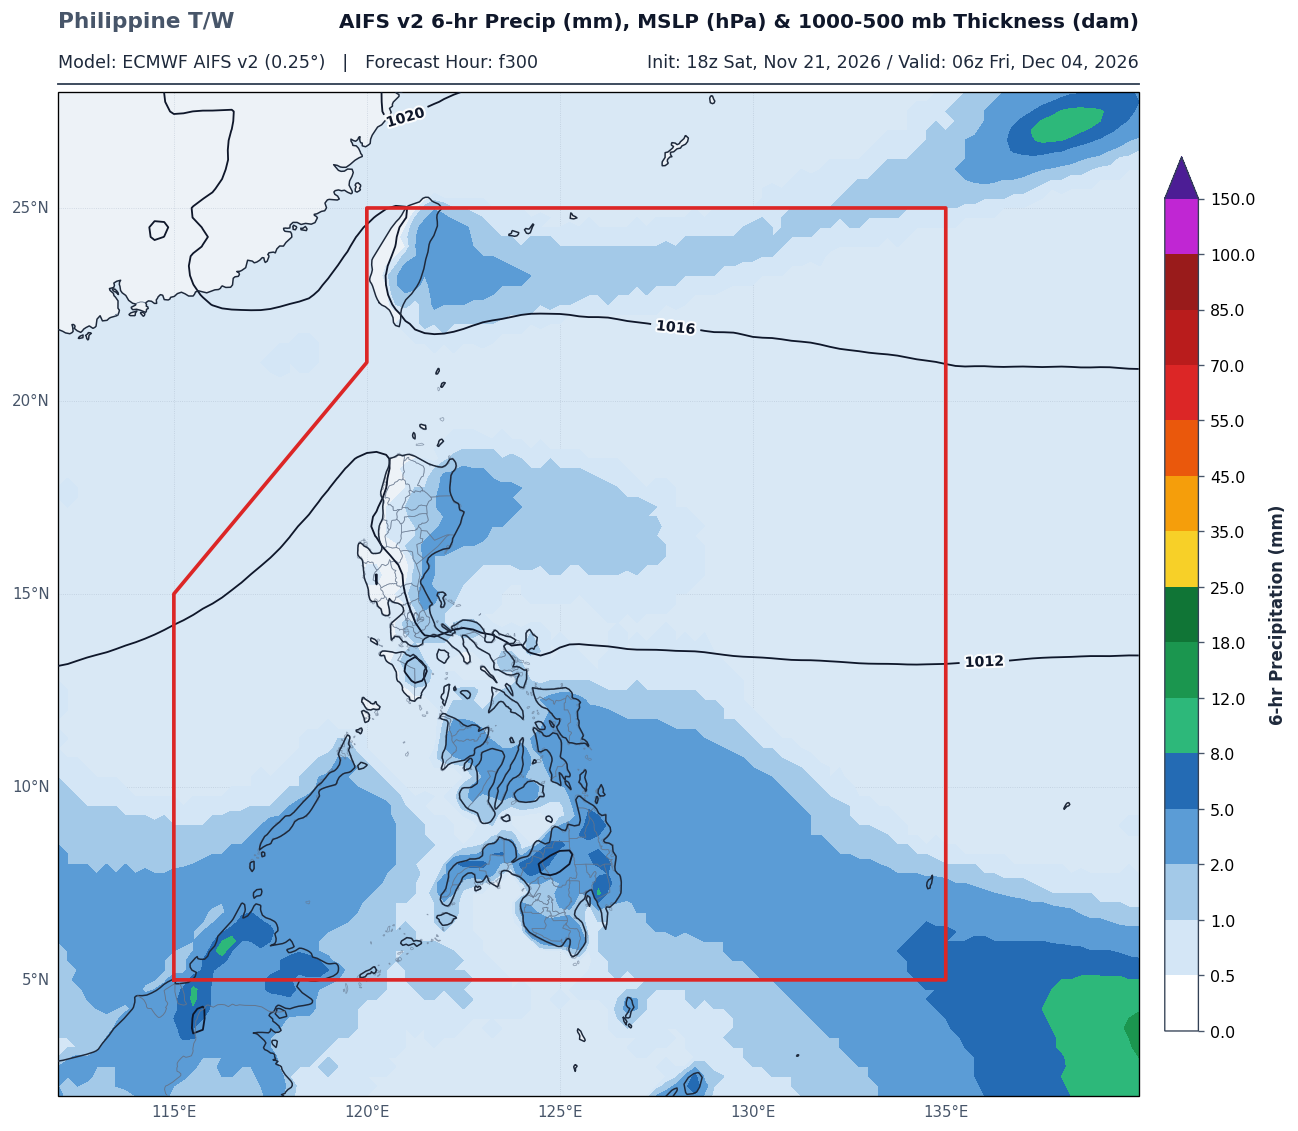 Philippine T/W
AIFS v2 6-hr Precip (mm), MSLP (hPa) & 1000-500 mb Thickness (dam)
Model: ECMWF AIFS v2 (0.25°) | Forecast Hour: f300
Init: 18z Sat, Nov 21, 2026 / Valid: 06z Fri, Dec 04, 2026
1020
1016
1012
25°N
20°N
15°N
10°N
5°N
115°E
120°E
125°E
130°E
135°E
150.0
100.0
85.0
70.0
55.0
45.0
35.0
25.0
18.0
12.0
8.0
5.0
2.0
1.0
0.5
0.0
6-hr Precipitation (mm)